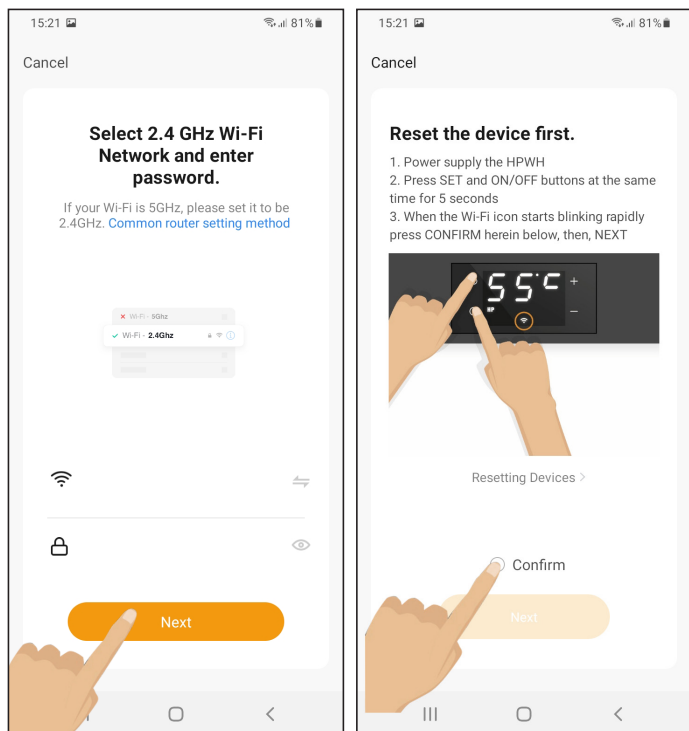 15:21 81%
Cancel
Select 2.4 GHz Wi-Fi
Network and enter
password.
If your Wi-Fi is 5GHz, please set it to be
2.4GHz. Common router setting method
Wi-Fi - 5Ghz
Wi-Fi - 2.4Ghz
Next
15:21 81%
Cancel
Reset the device first.
1. Power supply the HPWH
2. Press SET and ON/OFF buttons at the same
time for 5 seconds
3. When the Wi-Fi icon starts blinking rapidly
press CONFIRM herein below, then, NEXT
55°C +
HP −
Resetting Devices >
Confirm
Next